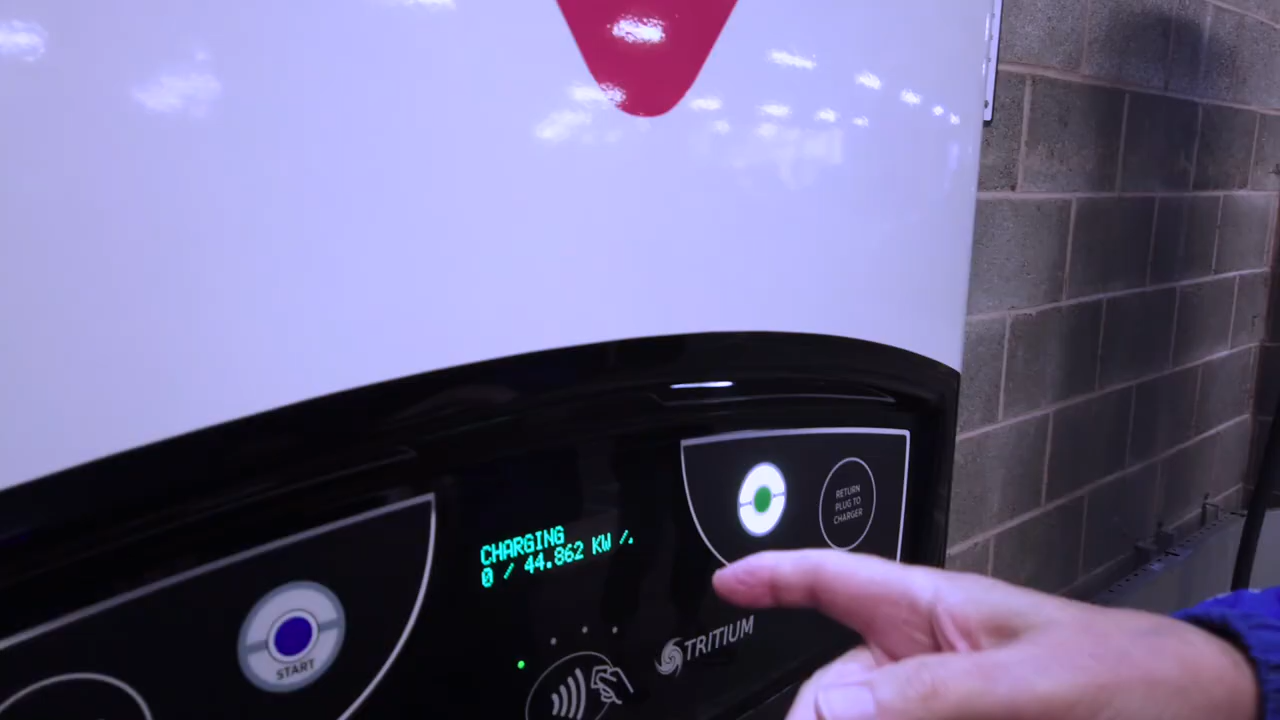 CHARGING
0 / 44.862 KW /.
START
RETURN
PLUG TO
CHARGER
TRITIUM